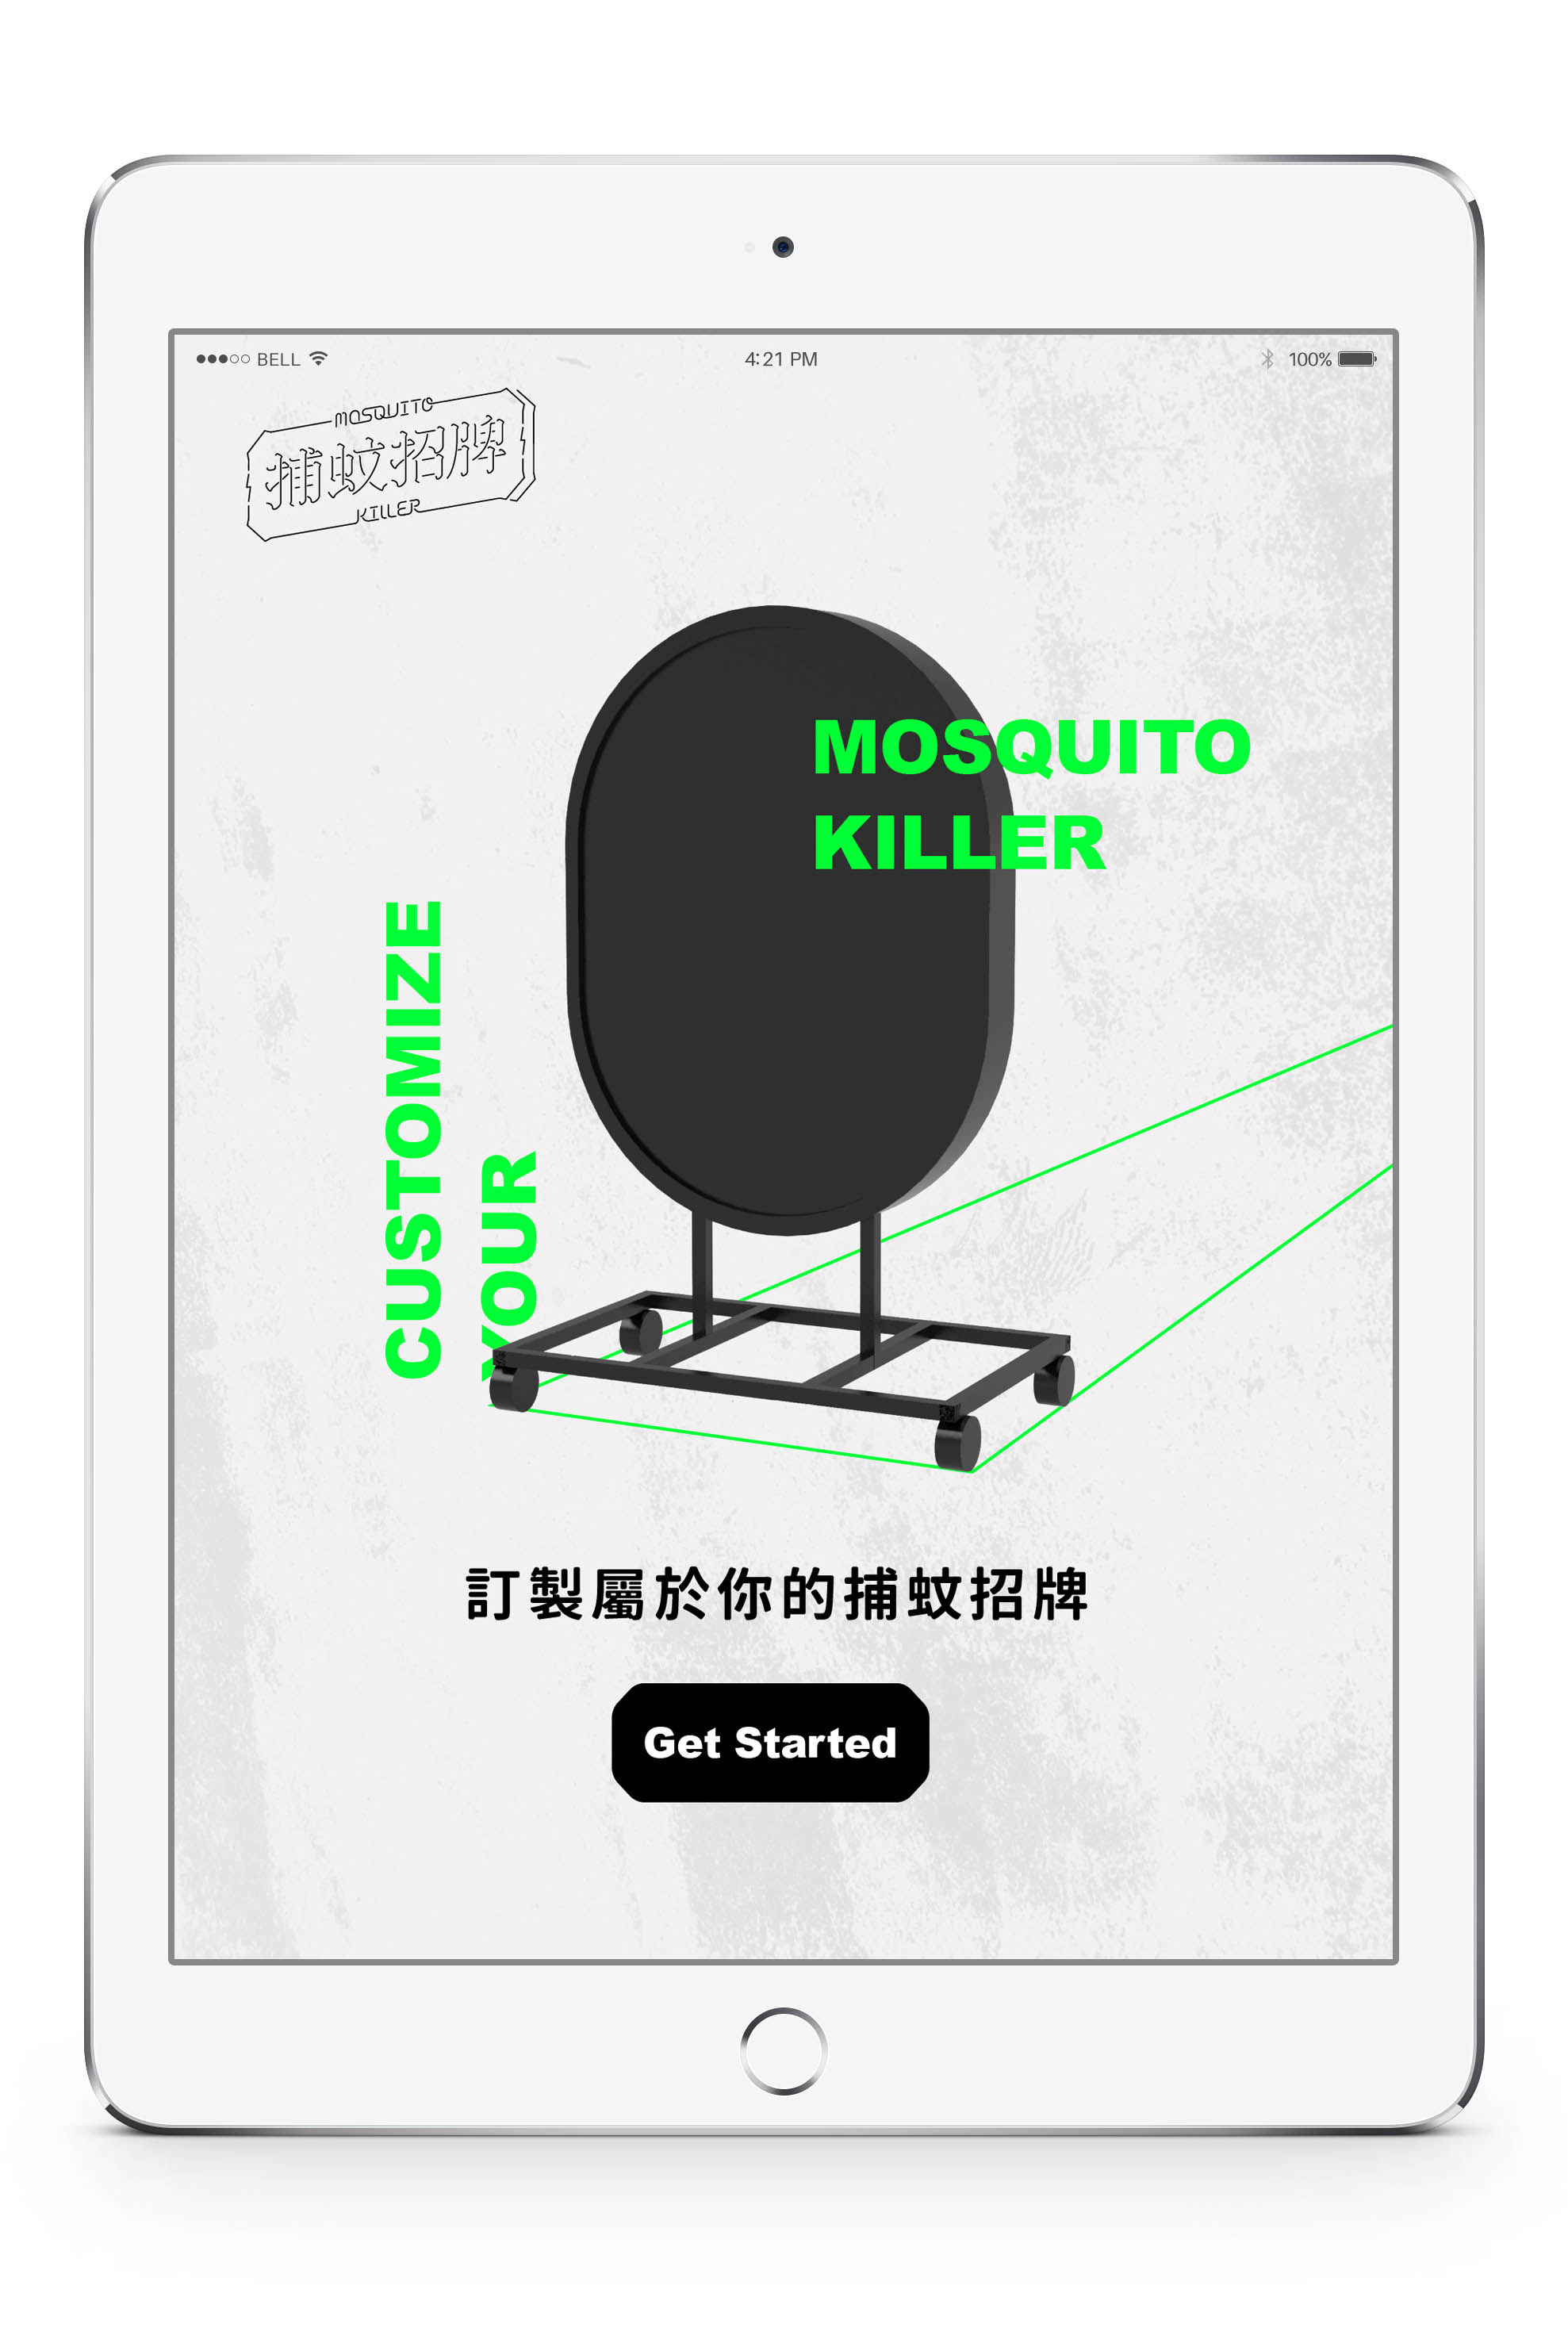 BELL 4:21 PM 100%
MOSQUITO
捕蚊招牌
KILLER
MOSQUITO
KILLER
CUSTOMIZE
YOUR
訂製屬於你的捕蚊招牌
Get Started